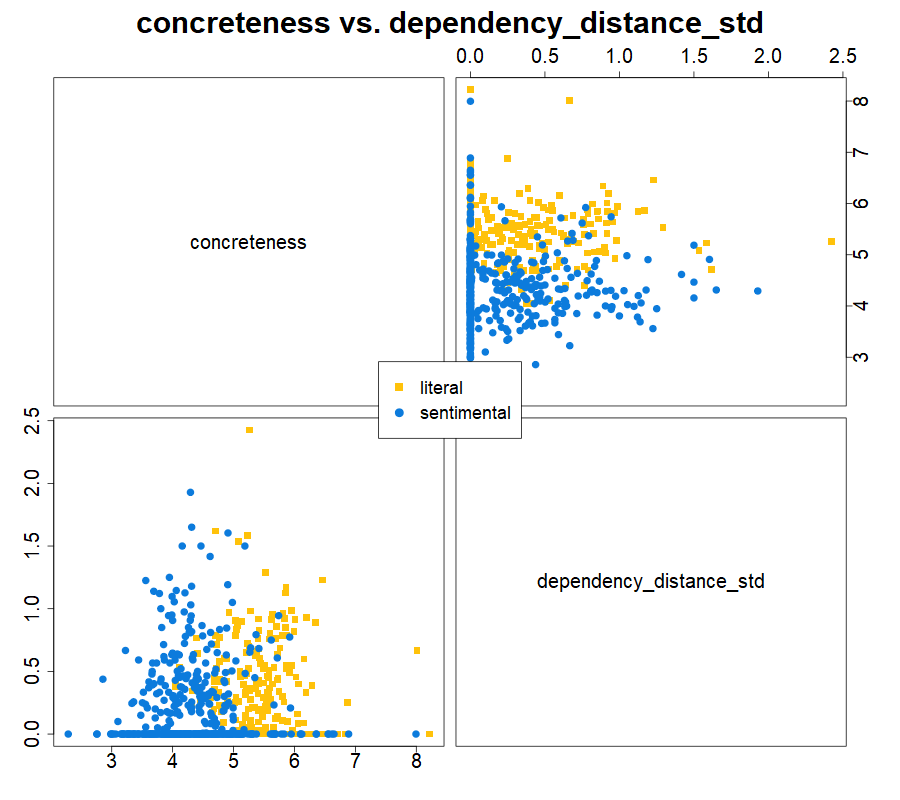 concreteness vs. dependency_distance_std
0.0 0.5 1.0 1.5 2.0 2.5
concreteness
8
7
6
5
4
3
literal
sentimental
2.5
2.0
1.5
1.0
0.5
0.0
dependency_distance_std
3 4 5 6 7 8